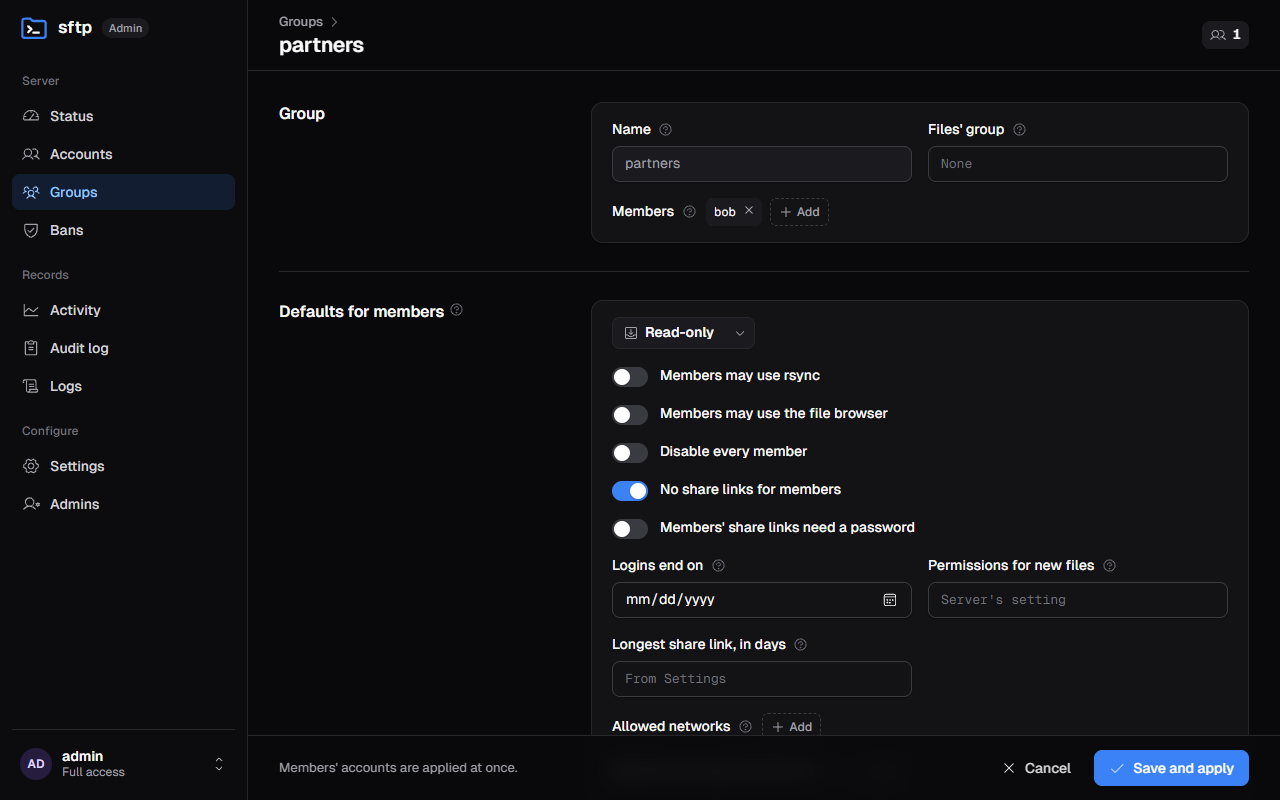 sftp Admin
Server
Status
Accounts
Groups
Bans
Records
Activity
Audit log
Logs
Configure
Settings
Admins
AD
admin
Full access
Groups
partners
1
Group
Name
Files' group
partners
None
Members bob Add
Defaults for members
Read-only
Members may use rsync
Members may use the file browser
Disable every member
No share links for members
Members' share links need a password
Logins end on
Permissions for new files
mm/dd/yyyy
Server's setting
Longest share link, in days
From Settings
Allowed networks Add
Members' accounts are applied at once.
Cancel
Save and apply